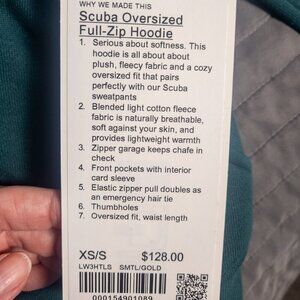 WHY WE MADE THIS
Scuba Oversized
Full-Zip Hoodie
1. Serious about softness. This
hoodie is all about about
plush, fleecy fabric and a cozy
oversized fit that pairs
perfectly with our Scuba
sweatpants
2. Blended light cotton fleece
fabric is naturally breathable,
soft against your skin, and
provides lightweight warmth
3. Zipper garage keeps chafe in
check
4. Front pockets with interior
card sleeve
5. Elastic zipper pull doubles as
an emergency hair tie
6. Thumbholes
7. Oversized fit, waist length
XS/S $128.00
LW3HTLS SMTL/GOLD
000154901089